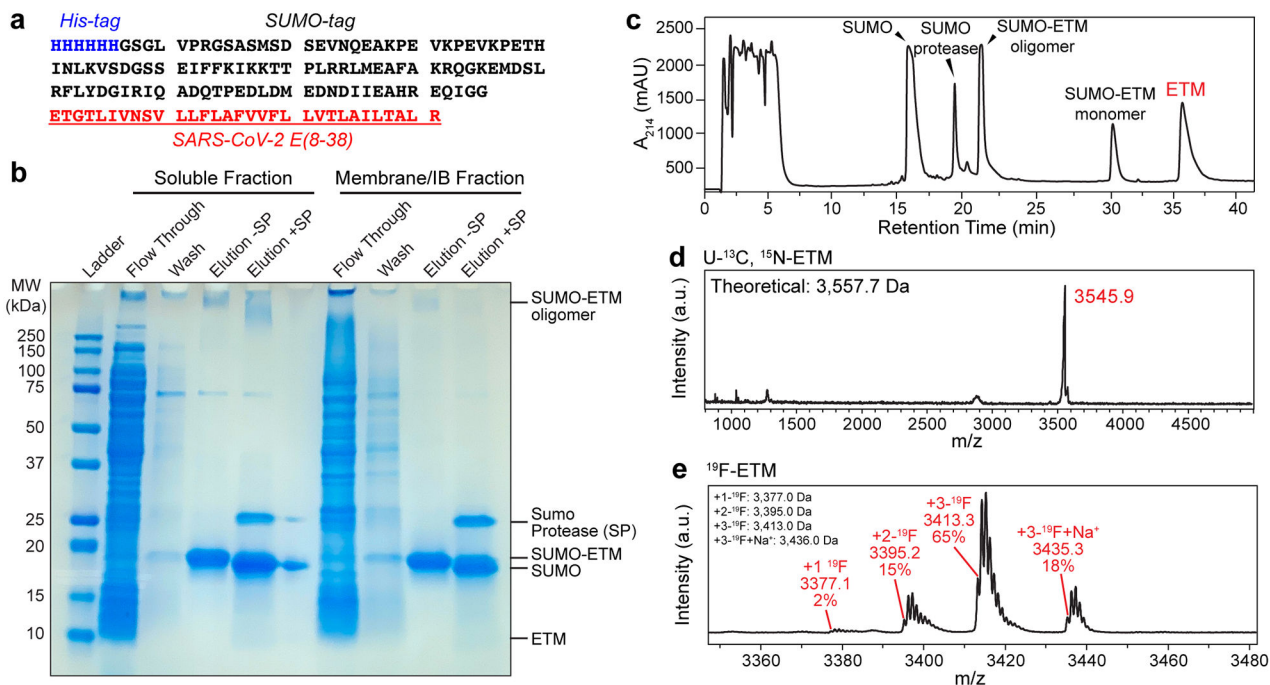 a
His-tag SUMO-tag
HHHHHHGSGL VPRGSASMSD SEVNQEAKPE VKPEVKPETH
INLKVSDGSS EIFFKIKKTT PLRRLMEAFA KRQGKEMDSL
RFLYDGIRIQ ADQTPEDLDM EDNDIIEAHR EQIGG
ETGTLIVNSV LLFLAFVVFL LVTLAILTAL R
SARS-CoV-2 E(8-38)
b
Soluble Fraction Membrane/IB Fraction
Ladder
Flow Through
Wash
Elution -SP
Elution +SP
Flow Through
Wash
Elution -SP
Elution +SP
MW
(kDa)
250
150
100
75
50
37
25
20
15
10
SUMO-ETM
oligomer
Sumo
Protease (SP)
SUMO-ETM
SUMO
ETM
c
A214 (mAU)
2000
1500
1000
500
SUMO
SUMO
protease
SUMO-ETM
oligomer
SUMO-ETM
monomer
ETM
0 5 10 15 20 25 30 35 40
Retention Time (min)
d
U-¹³C, ¹⁵N-ETM
Theoretical: 3,557.7 Da
3545.9
Intensity (a.u.)
1000 1500 2000 2500 3000 3500 4000 4500
m/z
e
¹⁹F-ETM
+1-¹⁹F: 3,377.0 Da
+2-¹⁹F: 3,395.0 Da
+3-¹⁹F: 3,413.0 Da
+3-¹⁹F+Na⁺: 3,436.0 Da
+1 ¹⁹F
3377.1
2%
+2-¹⁹F
3395.2
15%
+3-¹⁹F
3413.3
65%
+3-¹⁹F+Na⁺
3435.3
18%
Intensity (a.u.)
3360 3380 3400 3420 3440 3460 3480
m/z